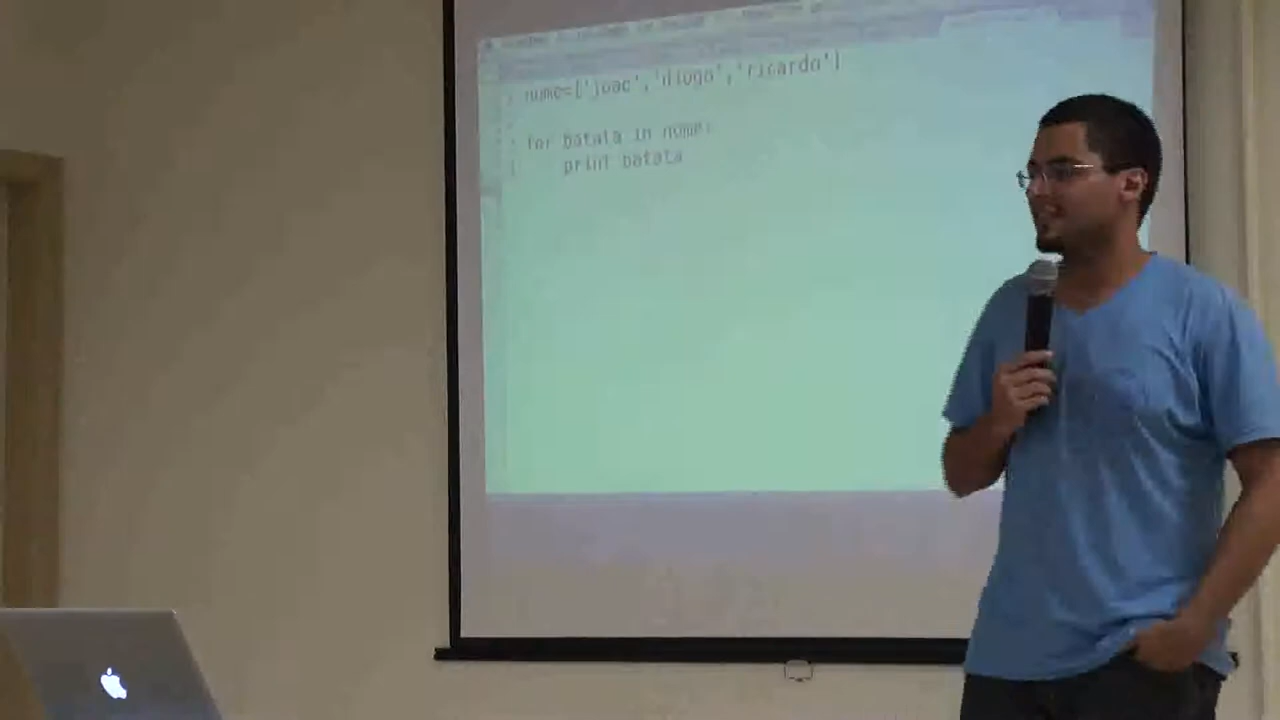 nome=['joao','diogo','ricardo']
for batata in nome:
print batata